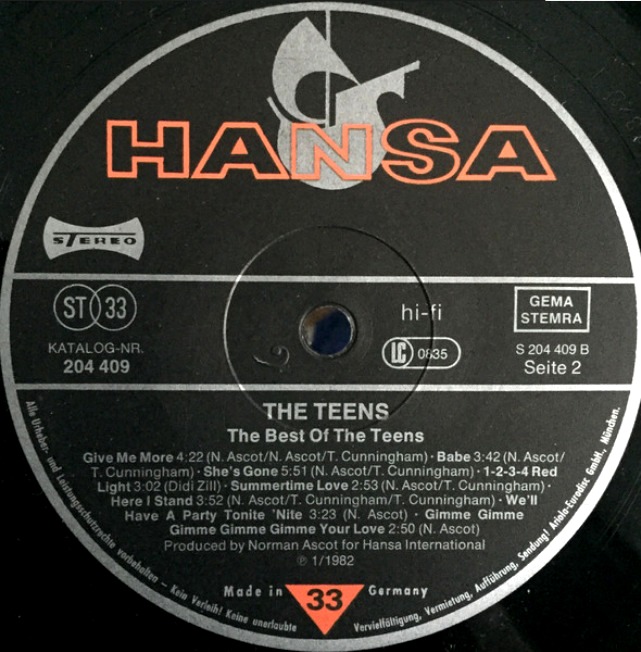 HANSA
STEREO
ST 33
KATALOG-NR.
204 409
hi-fi
LC 0835
GEMA
STEMRA
S 204 409 B
Seite 2
THE TEENS
The Best Of The Teens
Give Me More 4:22 (N. Ascot/N. Ascot/T. Cunningham) · Babe 3:42 (N. Ascot/
T. Cunningham) · She's Gone 5:51 (N. Ascot/T. Cunningham) · 1-2-3-4 Red
Light 3:02 (Didi Zill) · Summertime Love 2:53 (N. Ascot/T. Cunningham) ·
Here I Stand 3:52 (N. Ascot/T. Cunningham/T. Cunningham) · We'll
Have A Party Tonite 'Nite 3:23 (N. Ascot) · Gimme Gimme
Gimme Gimme Gimme Your Love 2:50 (N. Ascot)
Produced by Norman Ascot for Hansa International
℗ 1/1982
Made in 33 Germany
Alle Urheber- und Leistungsschutzrechte vorbehalten – Kein Verleih! Keine unerlaubte Vervielfältigung, Vermietung, Aufführung, Sendung! Ariola-Eurodisc GmbH., München.